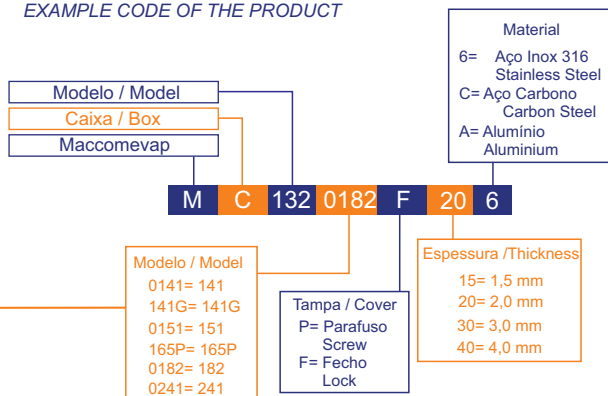 EXAMPLE CODE OF THE PRODUCT
Material
6= Aço Inox 316
Stainless Steel
C= Aço Carbono
Carbon Steel
A= Alumínio
Aluminium
Modelo / Model
Caixa / Box
Maccomevap
M C 132 0182 F 20 6
Modelo / Model
0141= 141
141G= 141G
0151= 151
165P= 165P
0182= 182
0241= 241
Tampa / Cover
P= Parafuso
Screw
F= Fecho
Lock
Espessura /Thickness
15= 1,5 mm
20= 2,0 mm
30= 3,0 mm
40= 4,0 mm